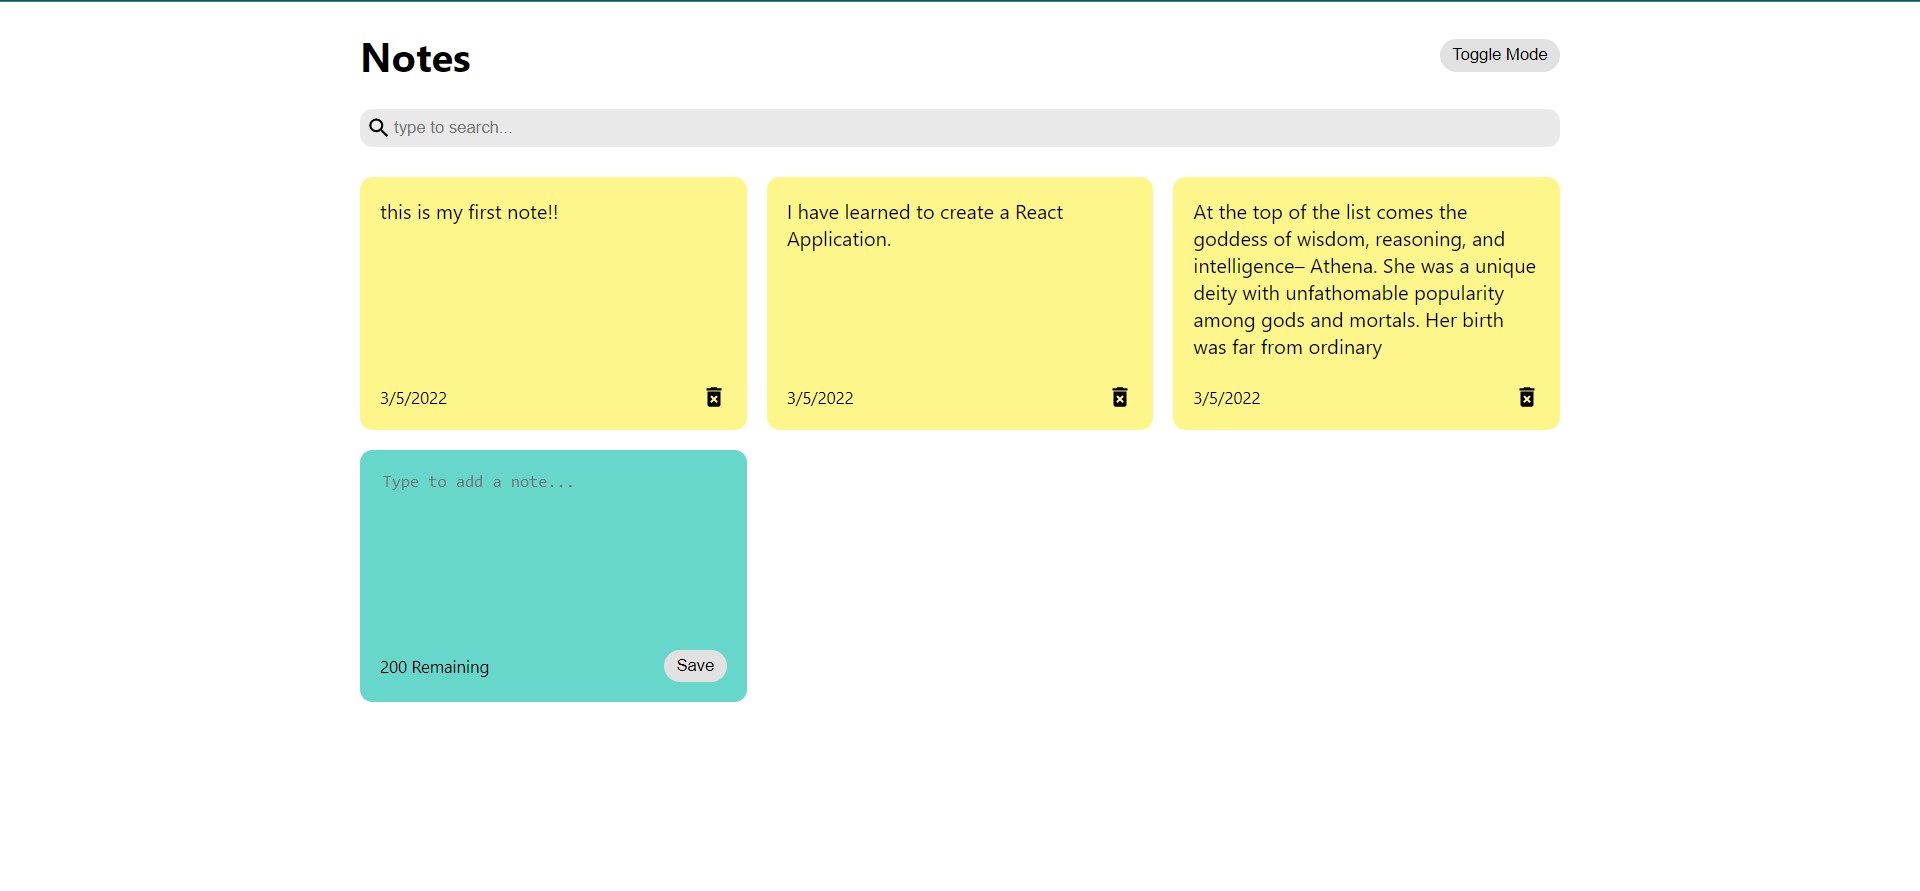 Notes
Toggle Mode
type to search...
this is my first note!!
3/5/2022
I have learned to create a React
Application.
3/5/2022
At the top of the list comes the
goddess of wisdom, reasoning, and
intelligence– Athena. She was a unique
deity with unfathomable popularity
among gods and mortals. Her birth
was far from ordinary
3/5/2022
Type to add a note...
200 Remaining
Save